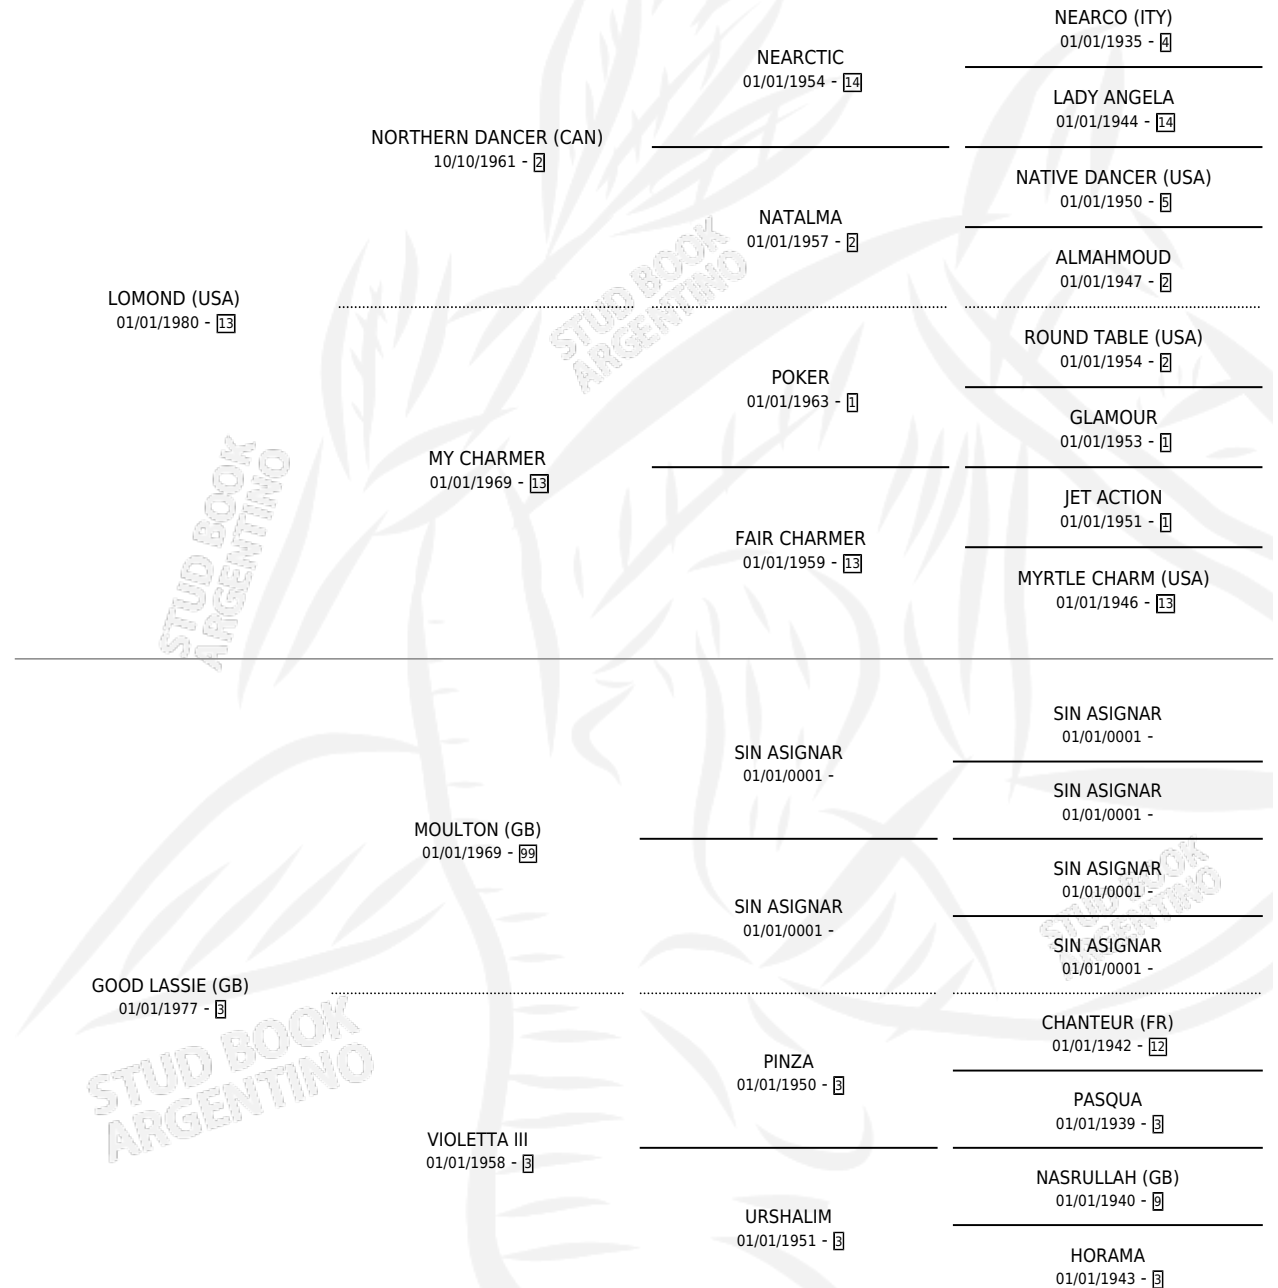 NEARCO (ITY)
01/01/1935 - 4
NEARCTIC
01/01/1954 - 14
LADY ANGELA
01/01/1944 - 14
NORTHERN DANCER (CAN)
10/10/1961 - 2
NATIVE DANCER (USA)
01/01/1950 - 5
NATALMA
01/01/1957 - 2
ALMAHMOUD
01/01/1947 - 2
LOMOND (USA)
01/01/1980 - 13
STUD BOOK
ARGENTINO
ROUND TABLE (USA)
01/01/1954 - 2
POKER
01/01/1963 - 1
GLAMOUR
01/01/1953 - 1
MY CHARMER
01/01/1969 - 13
JET ACTION
01/01/1951 - 1
FAIR CHARMER
01/01/1959 - 13
MYRTLE CHARM (USA)
01/01/1946 - 13
STUD BOOK
ARGENTINO
SIN ASIGNAR
01/01/0001 -
SIN ASIGNAR
01/01/0001 -
SIN ASIGNAR
01/01/0001 -
MOULTON (GB)
01/01/1969 - 99
SIN ASIGNAR
01/01/0001 -
SIN ASIGNAR
01/01/0001 -
SIN ASIGNAR
01/01/0001 -
STUD BOOK
ARGENTINO
GOOD LASSIE (GB)
01/01/1977 - 3
CHANTEUR (FR)
01/01/1942 - 12
PINZA
01/01/1950 - 3
PASQUA
01/01/1939 - 3
STUD BOOK
ARGENTINO
VIOLETTA III
01/01/1958 - 3
NASRULLAH (GB)
01/01/1940 - 9
URSHALIM
01/01/1951 - 3
HORAMA
01/01/1943 - 3